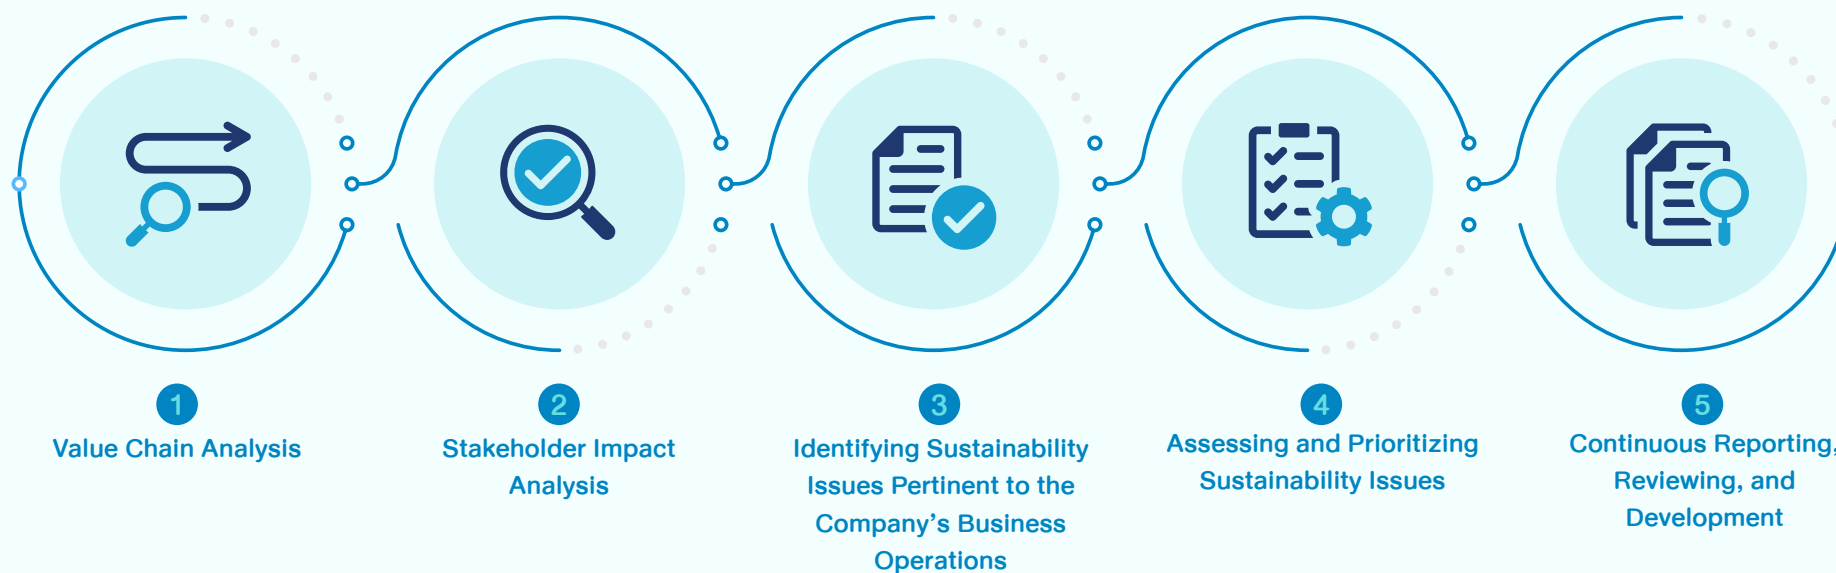 1
Value Chain Analysis
2
Stakeholder Impact
Analysis
3
Identifying Sustainability
Issues Pertinent to the
Company’s Business
Operations
4
Assessing and Prioritizing
Sustainability Issues
5
Continuous Reporting,
Reviewing, and
Development